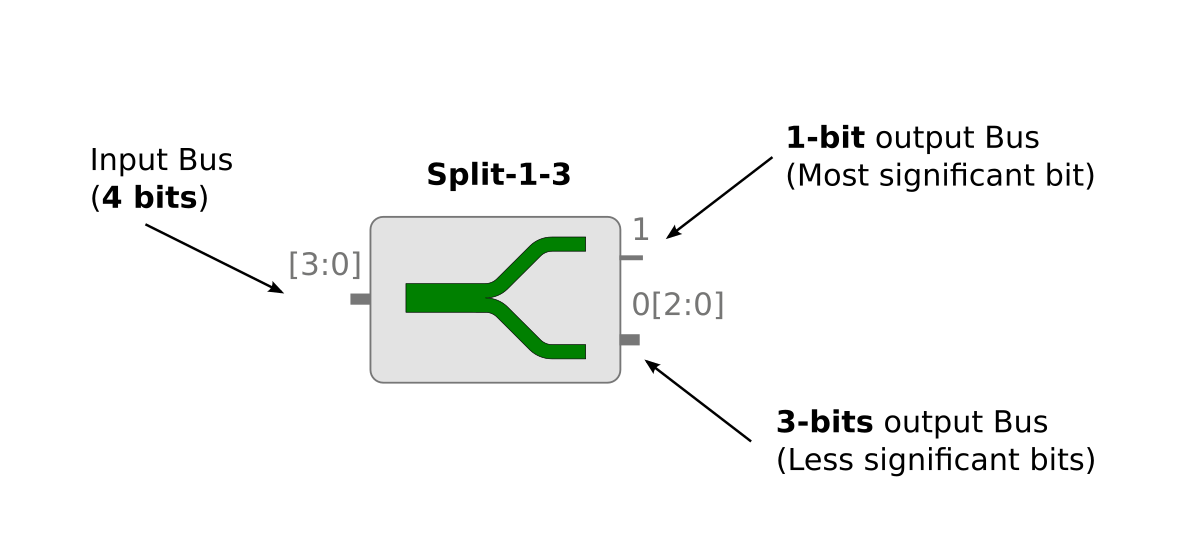 Input Bus
(4 bits)
Split-1-3
1-bit output Bus
(Most significant bit)
[3:0]
1
0[2:0]
3-bits output Bus
(Less significant bits)